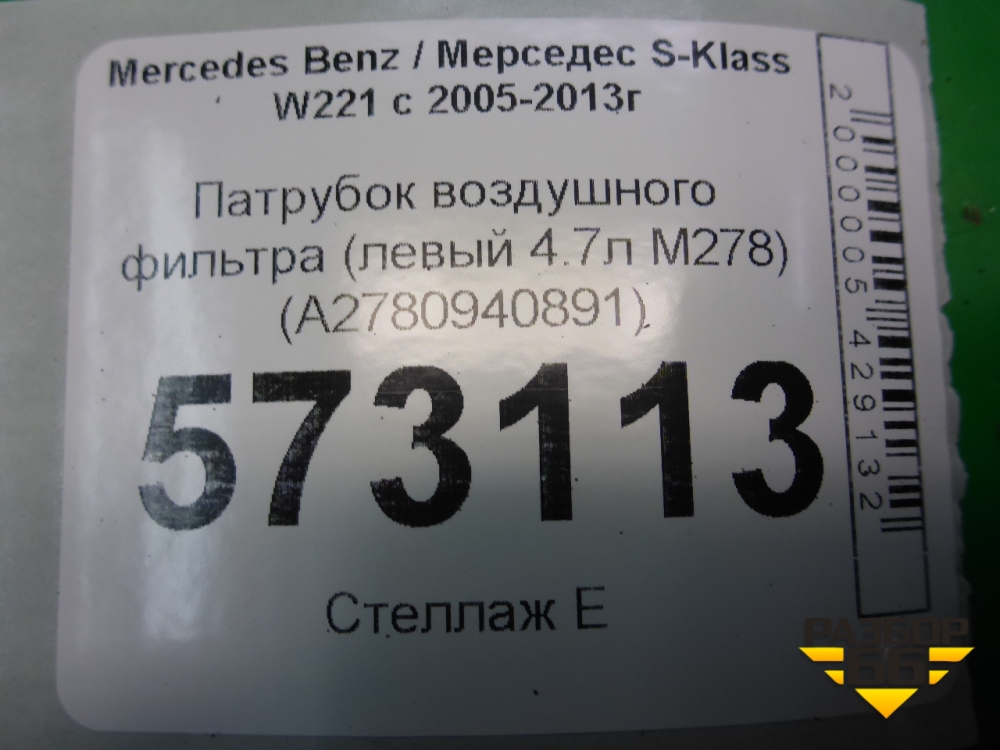 Mercedes Benz / Мерседес S-Klass
W221 с 2005-2013г
Патрубок воздушного
фильтра (левый 4.7л М278)
(A2780940891)
573113
Стеллаж Е
2000005429132
РАЗБОР
66